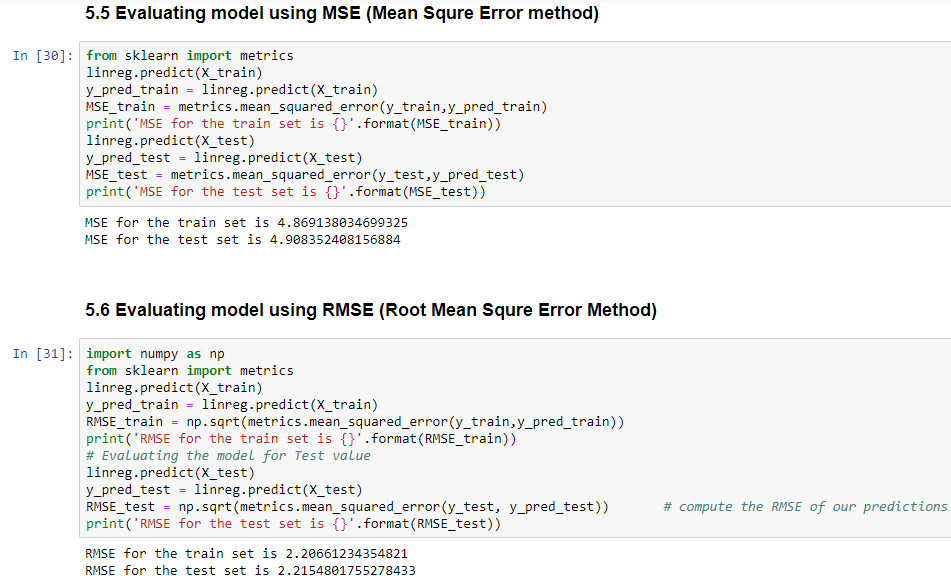 5.5 Evaluating model using MSE (Mean Squre Error method)
In [30]: from sklearn import metrics
linreg.predict(X_train)
y_pred_train = linreg.predict(X_train)
MSE_train = metrics.mean_squared_error(y_train,y_pred_train)
print('MSE for the train set is {}'.format(MSE_train))
linreg.predict(X_test)
y_pred_test = linreg.predict(X_test)
MSE_test = metrics.mean_squared_error(y_test,y_pred_test)
print('MSE for the test set is {}'.format(MSE_test))
MSE for the train set is 4.869138034699325
MSE for the test set is 4.908352408156884
5.6 Evaluating model using RMSE (Root Mean Squre Error Method)
In [31]: import numpy as np
from sklearn import metrics
linreg.predict(X_train)
y_pred_train = linreg.predict(X_train)
RMSE_train = np.sqrt(metrics.mean_squared_error(y_train,y_pred_train))
print('RMSE for the train set is {}'.format(RMSE_train))
# Evaluating the model for Test value
linreg.predict(X_test)
y_pred_test = linreg.predict(X_test)
RMSE_test = np.sqrt(metrics.mean_squared_error(y_test, y_pred_test)) # compute the RMSE of our predictions
print('RMSE for the test set is {}'.format(RMSE_test))
RMSE for the train set is 2.20661234354821
RMSE for the test set is 2.2154801755278433